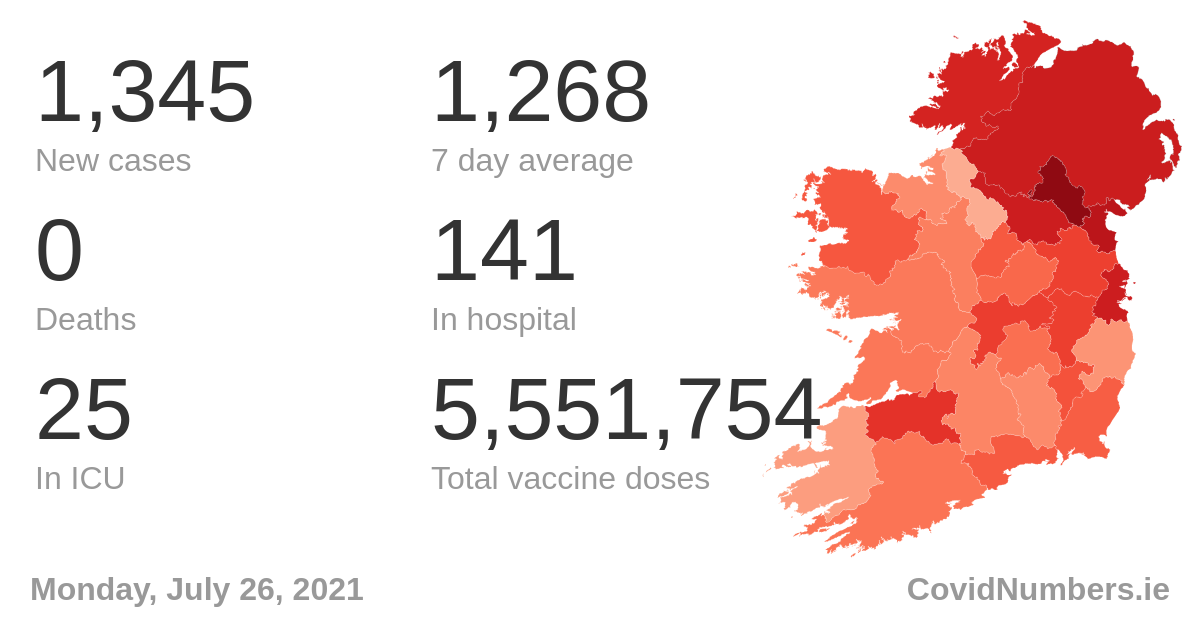 1,345
New cases
1,268
7 day average
0
Deaths
141
In hospital
25
In ICU
5,551,754
Total vaccine doses
Monday, July 26, 2021
CovidNumbers.ie